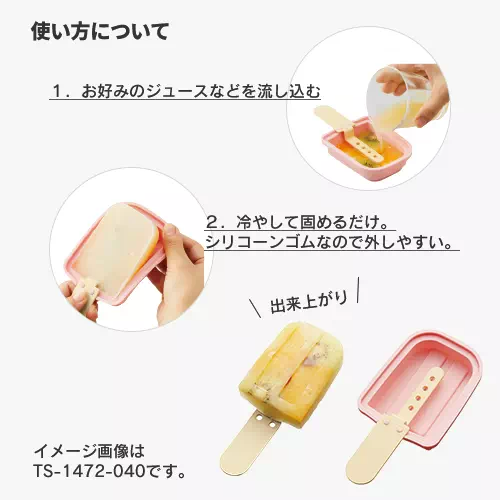 使い方について
１．お好みのジュースなどを流し込む
２．冷やして固めるだけ。
シリコーンゴムなので外しやすい。
出来上がり
イメージ画像は
TS-1472-040です。